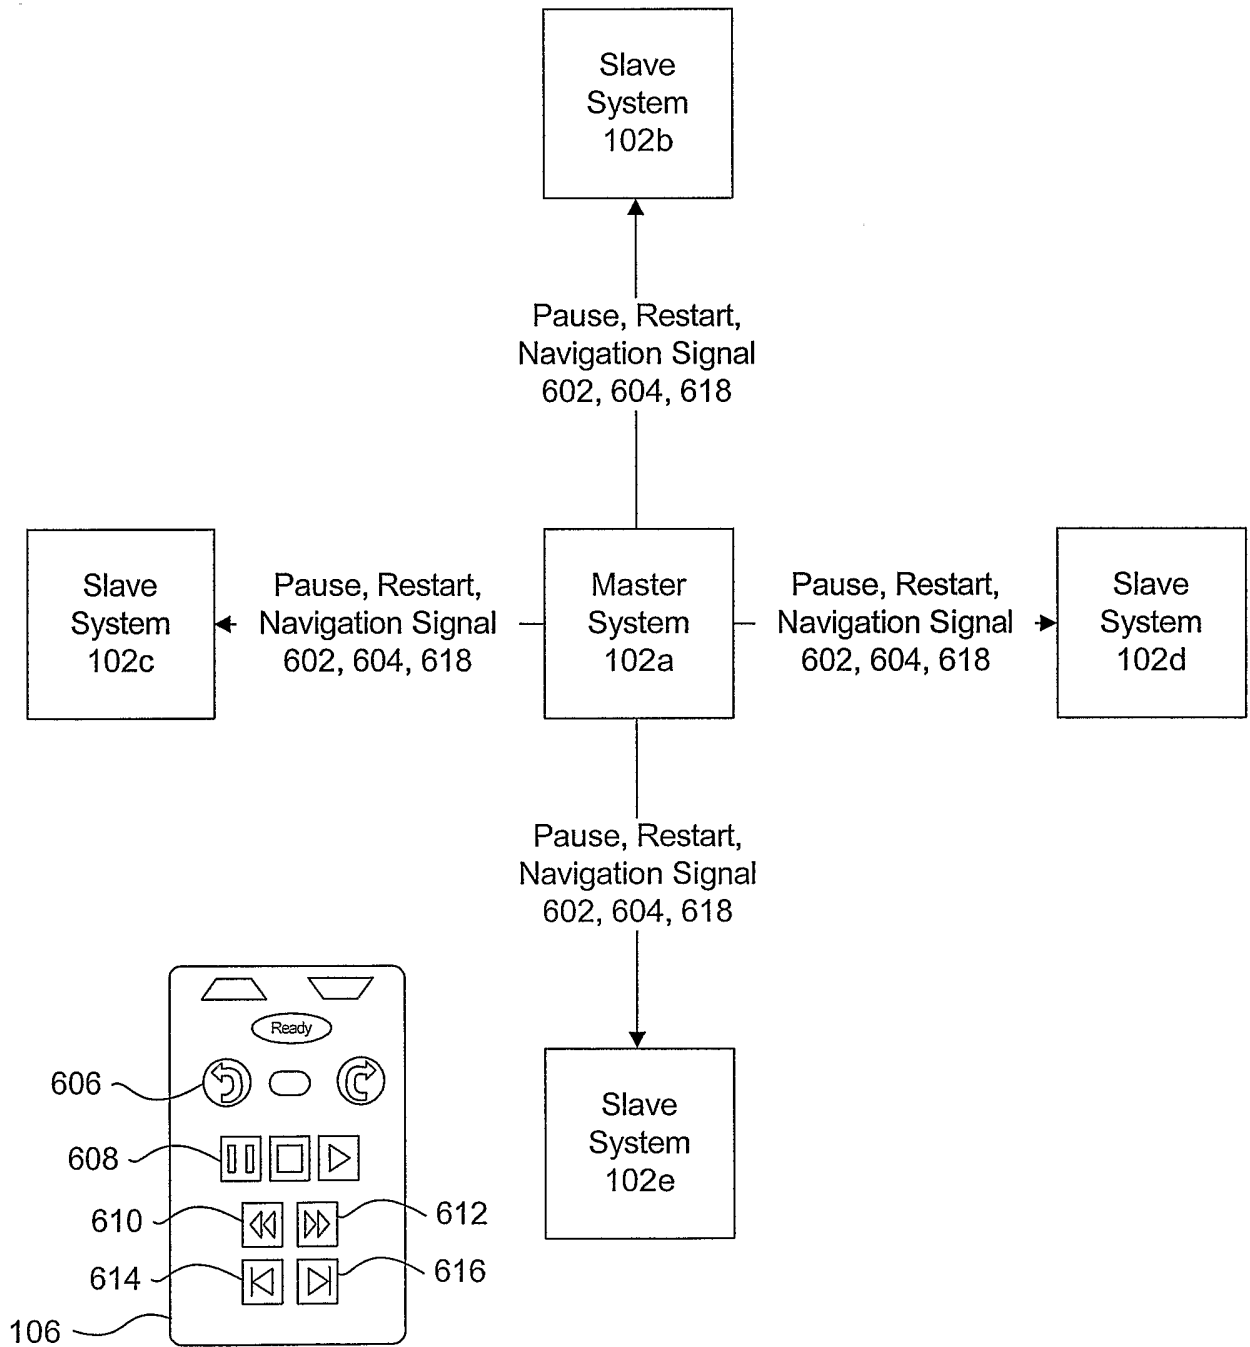 Slave
System
102b
Pause, Restart,
Navigation Signal
602, 604, 618
Slave
System
102c
Pause, Restart,
Navigation Signal
602, 604, 618
Master
System
102a
Pause, Restart,
Navigation Signal
602, 604, 618
Slave
System
102d
Pause, Restart,
Navigation Signal
602, 604, 618
Slave
System
102e
Ready
606
608
610
612
614
616
106